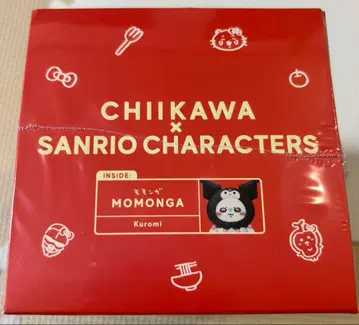 CHIIKAWA
×
SANRIO CHARACTERS
INSIDE:
モモンガ
MOMONGA
Kuromi